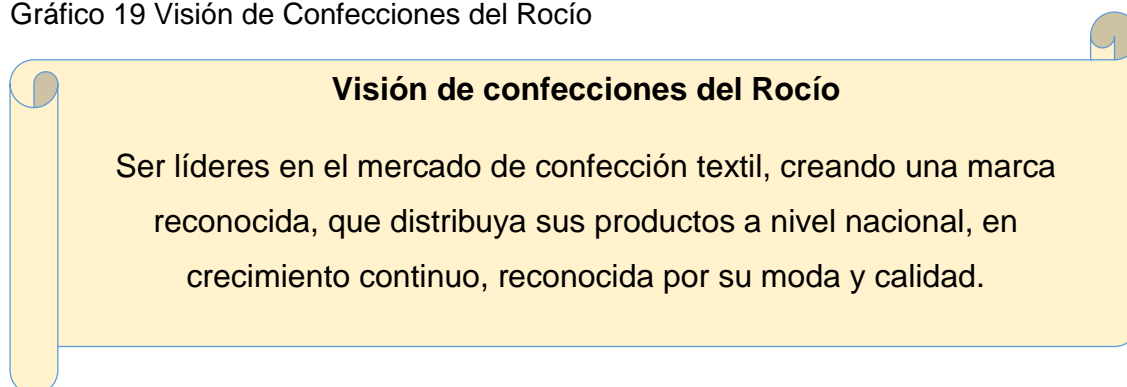 Gráfico 19 Visión de Confecciones del Rocío
Visión de confecciones del Rocío
Ser líderes en el mercado de confección textil, creando una marca
reconocida, que distribuya sus productos a nivel nacional, en
crecimiento continuo, reconocida por su moda y calidad.